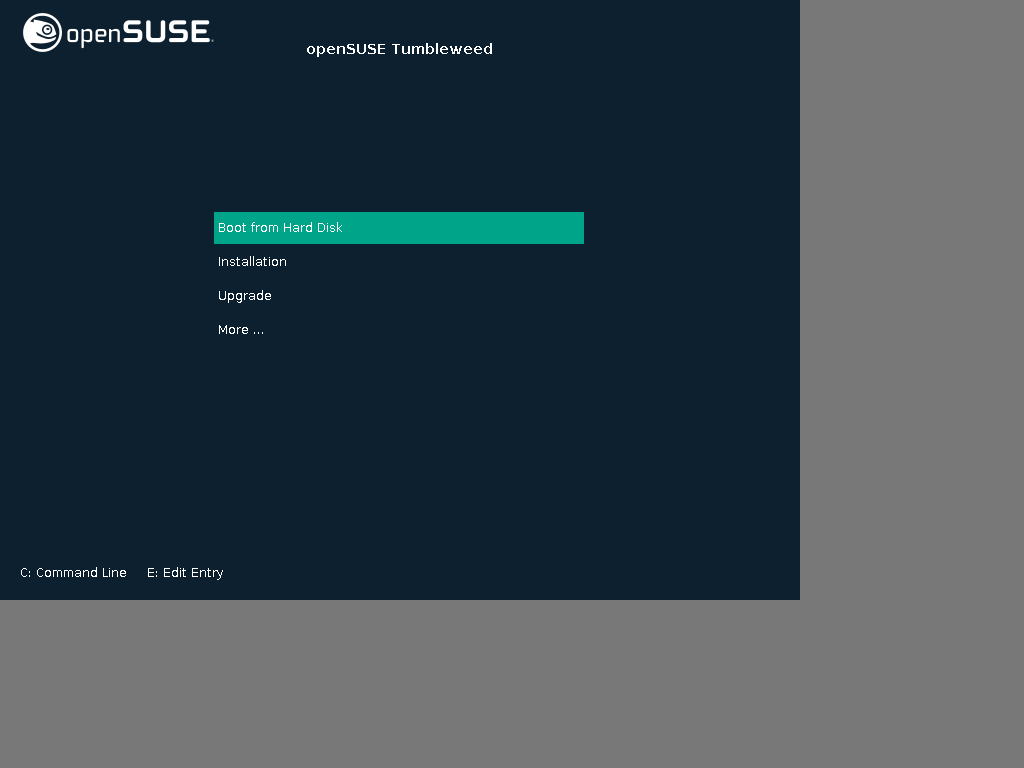 openSUSE
openSUSE Tumbleweed
Boot from Hard Disk
Installation
Upgrade
More ...
C: Command Line E: Edit Entry